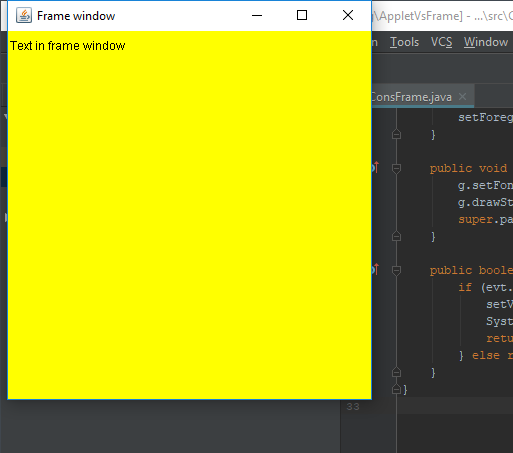 Frame window
\AppletVsFrame] - ...\src\C
Text in frame window
Tools VCS Window
ConsFrame.java
setForeg
}
public void
g.setFon
g.drawSt
super.pa
}
public boole
if (evt.
setV
Syst
retu
} else r
}
}
33